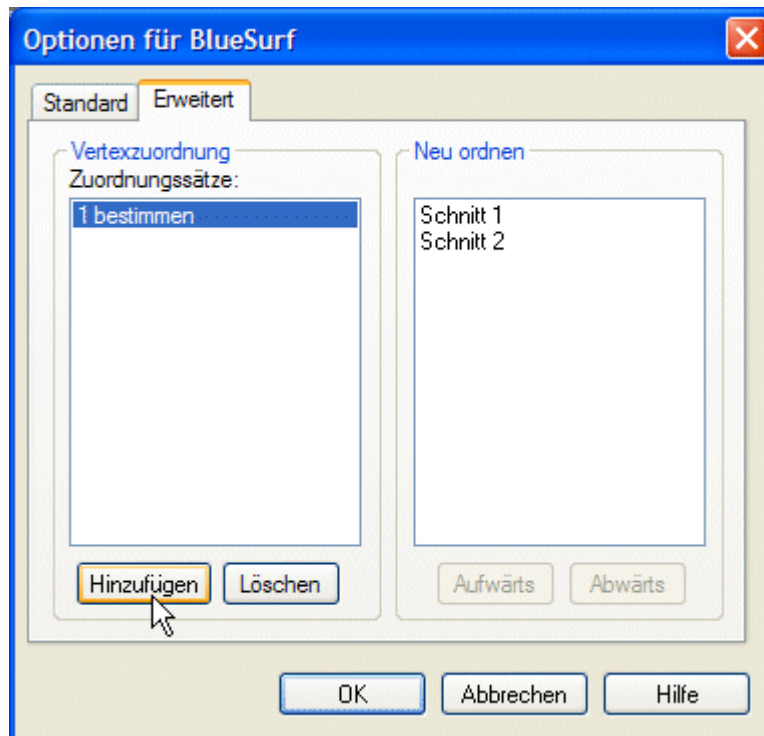 Optionen für BlueSurf
Standard
Erweitert
Vertexzuordnung
Zuordnungssätze:
1 bestimmen
Hinzufügen
Löschen
Neu ordnen
Schnitt 1
Schnitt 2
Aufwärts
Abwärts
OK
Abbrechen
Hilfe